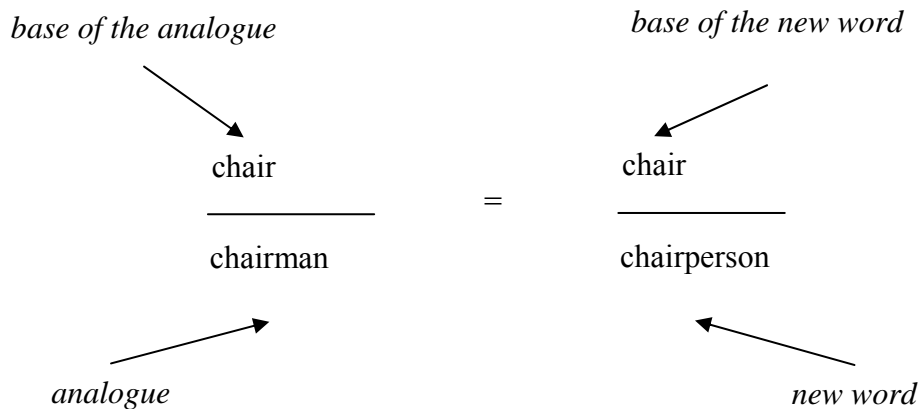 base of the analogue
base of the new word
chair
chair
=
chairman
chairperson
analogue
new word